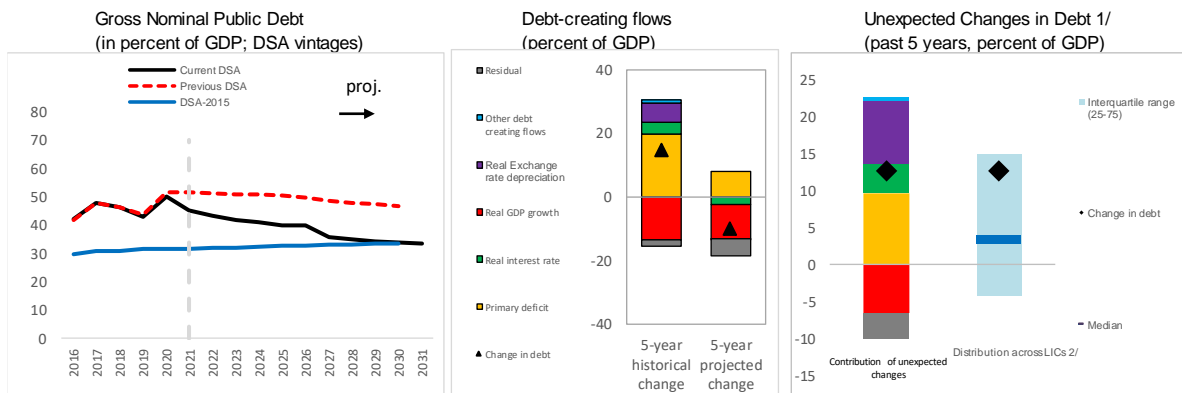 Gross Nominal Public Debt
(in percent of GDP; DSA vintages)
Current DSA
Previous DSA
DSA-2015
proj.
80
70
60
50
40
30
20
10
0
2016
2017
2018
2019
2020
2021
2022
2023
2024
2025
2026
2027
2028
2029
2030
2031
Debt-creating flows
(percent of GDP)
Residual
Other debt
creating flows
Real Exchange
rate depreciation
Real GDP growth
Real interest rate
Primary deficit
Change in debt
40
20
0
-20
-40
5-year
historical
change
5-year
projected
change
Unexpected Changes in Debt 1/
(past 5 years, percent of GDP)
25
20
15
10
5
0
-5
-10
-15
Contribution of unexpected
changes
Distribution across LICs 2/
Interquartile range
(25-75)
Change in debt
Median